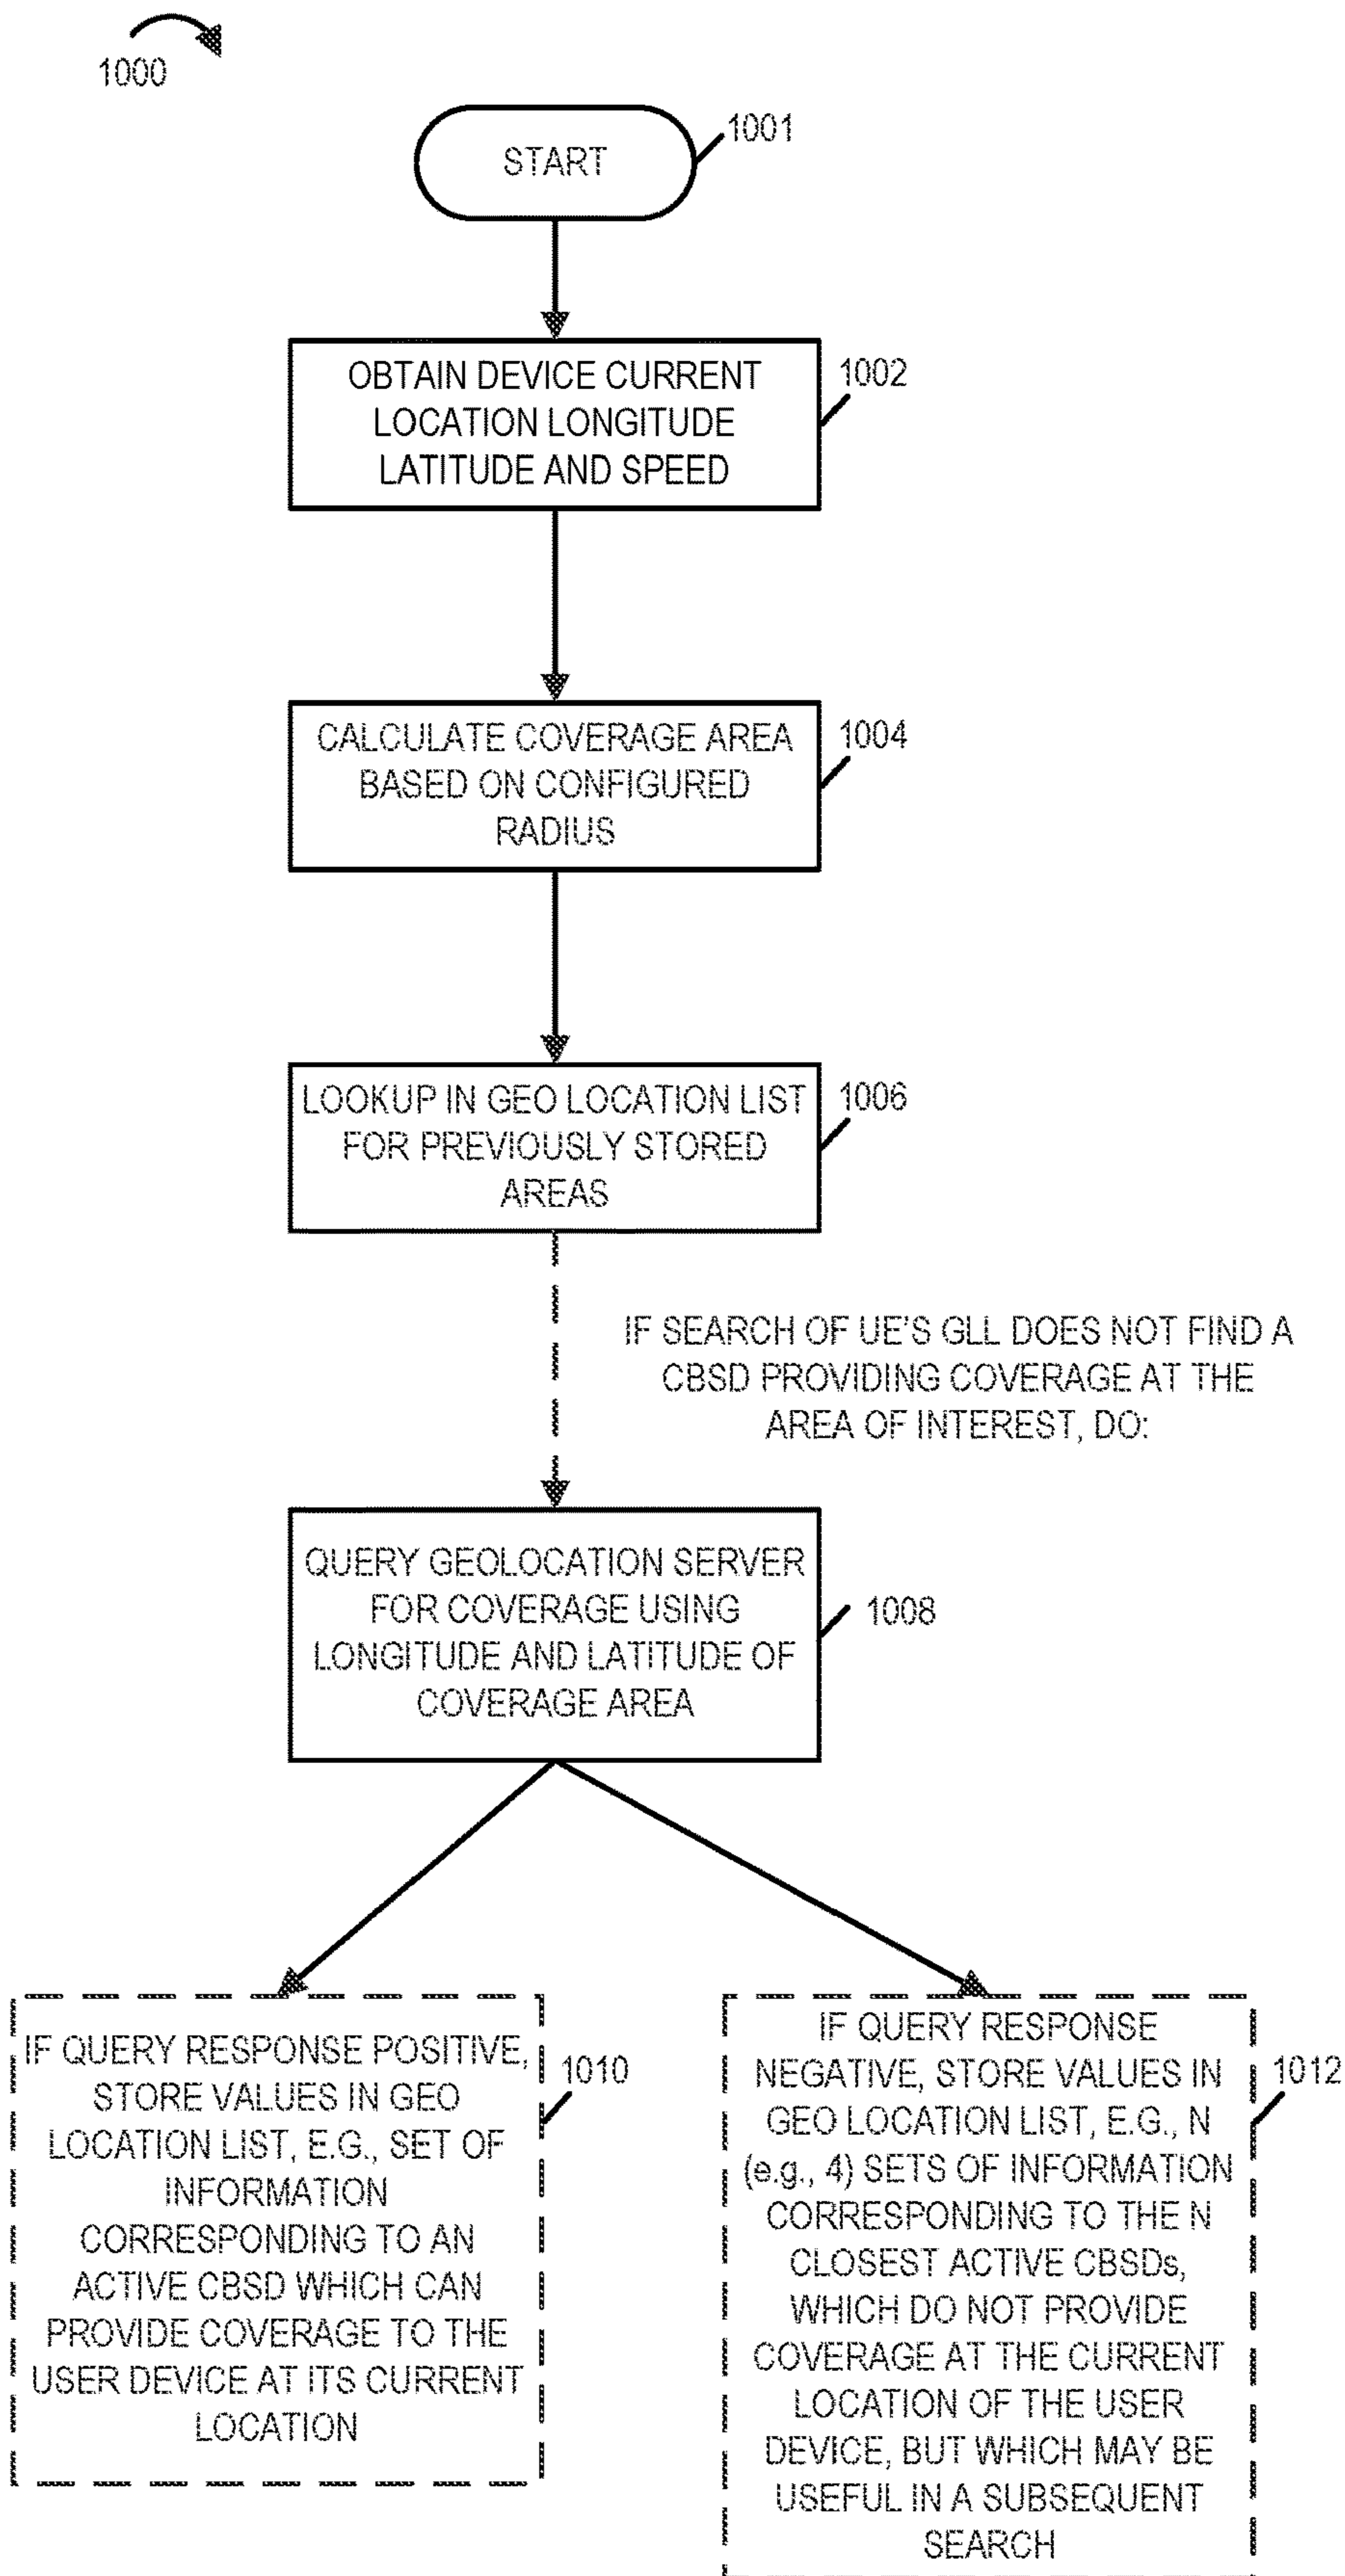 1000
START
1001
OBTAIN DEVICE CURRENT
LOCATION LONGITUDE
LATITUDE AND SPEED
1002
CALCULATE COVERAGE AREA
BASED ON CONFIGURED
RADIUS
1004
LOOKUP IN GEO LOCATION LIST
FOR PREVIOUSLY STORED
AREAS
1006
IF SEARCH OF UE'S GLL DOES NOT FIND A
CBSD PROVIDING COVERAGE AT THE
AREA OF INTEREST, DO:
QUERY GEOLOCATION SERVER
FOR COVERAGE USING
LONGITUDE AND LATITUDE OF
COVERAGE AREA
1008
IF QUERY RESPONSE POSITIVE,
STORE VALUES IN GEO
LOCATION LIST, E.G., SET OF
INFORMATION
CORRESPONDING TO AN
ACTIVE CBSD WHICH CAN
PROVIDE COVERAGE TO THE
USER DEVICE AT ITS CURRENT
LOCATION
1010
IF QUERY RESPONSE
NEGATIVE, STORE VALUES IN
GEO LOCATION LIST, E.G., N
(e.g., 4) SETS OF INFORMATION
CORRESPONDING TO THE N
CLOSEST ACTIVE CBSDs,
WHICH DO NOT PROVIDE
COVERAGE AT THE CURRENT
LOCATION OF THE USER
DEVICE, BUT WHICH MAY BE
USEFUL IN A SUBSEQUENT
SEARCH
1012